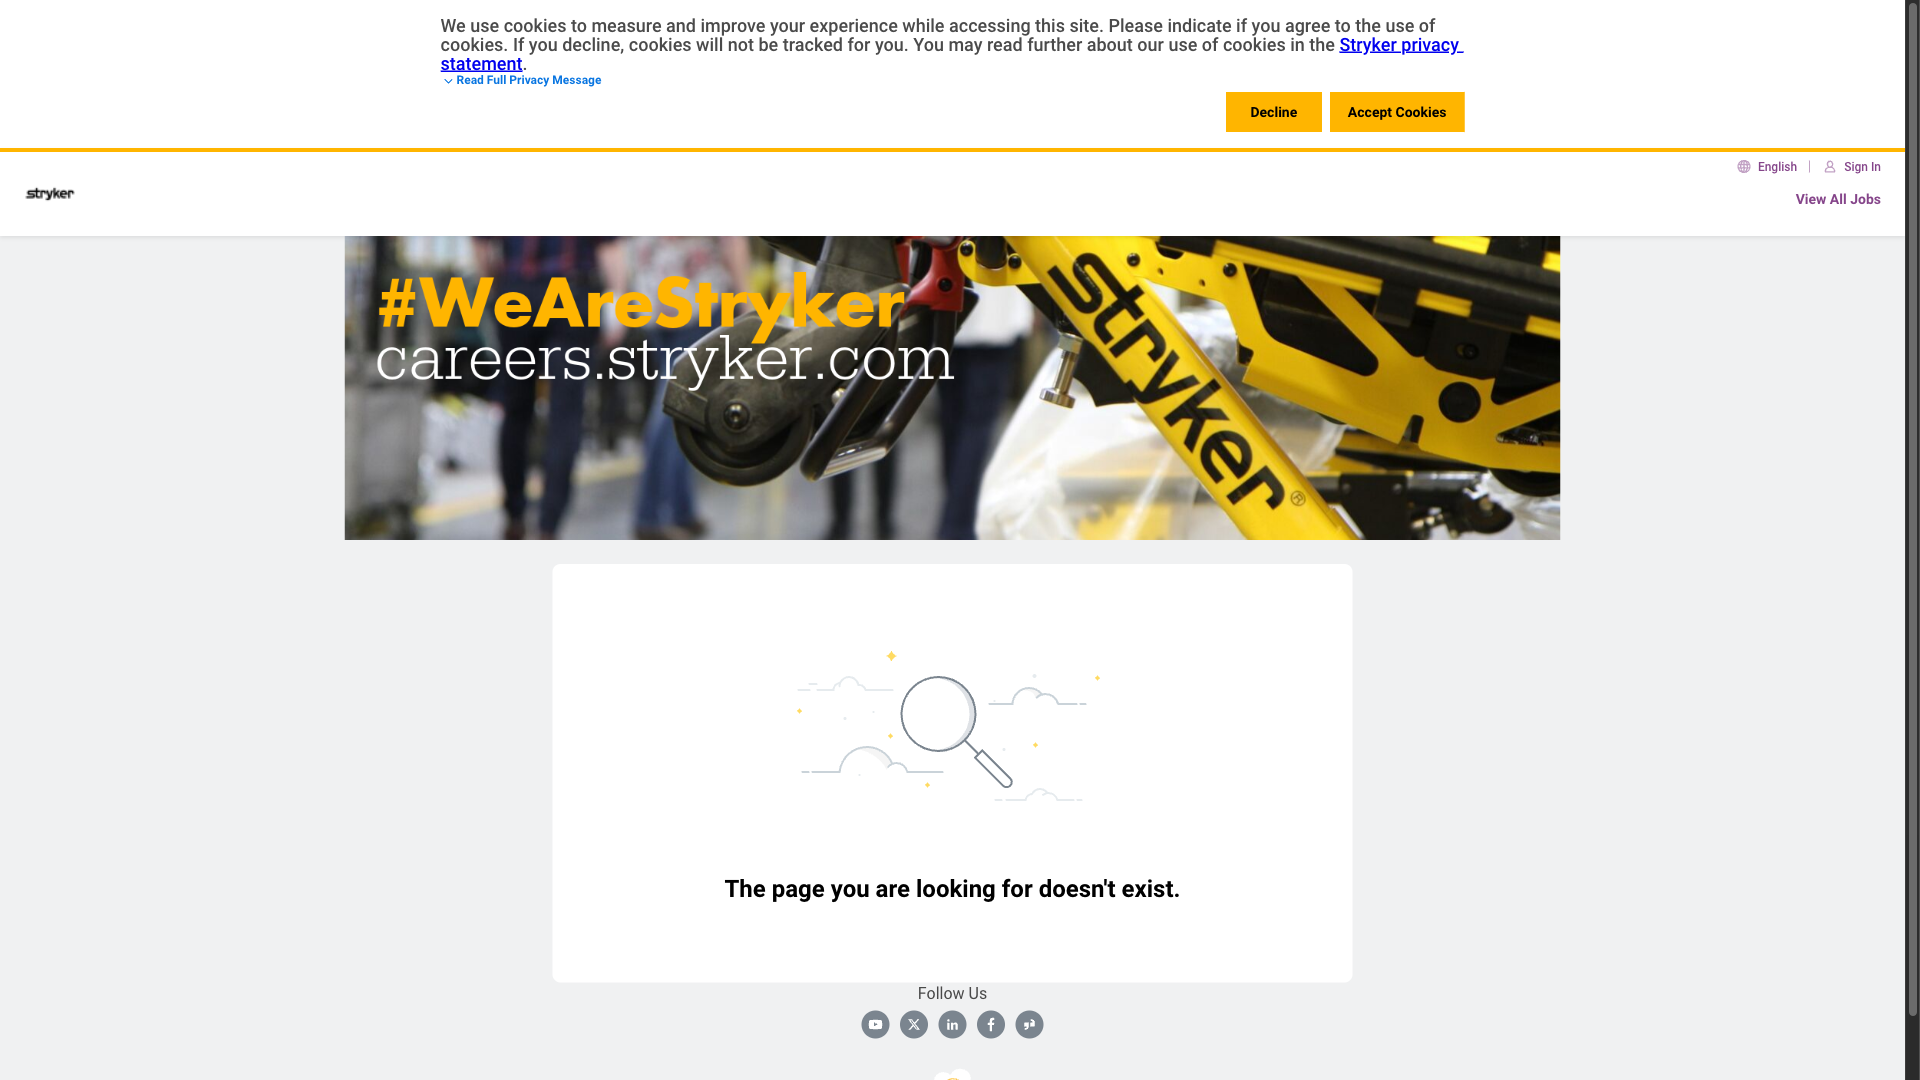 We use cookies to measure and improve your experience while accessing this site. Please indicate if you agree to the use of
cookies. If you decline, cookies will not be tracked for you. You may read further about our use of cookies in the Stryker privacy
statement.
Read Full Privacy Message
Decline
Accept Cookies
English
Sign In
stryker
View All Jobs
#WeAreStryker
careers.stryker.com
stryker
The page you are looking for doesn't exist.
Follow Us